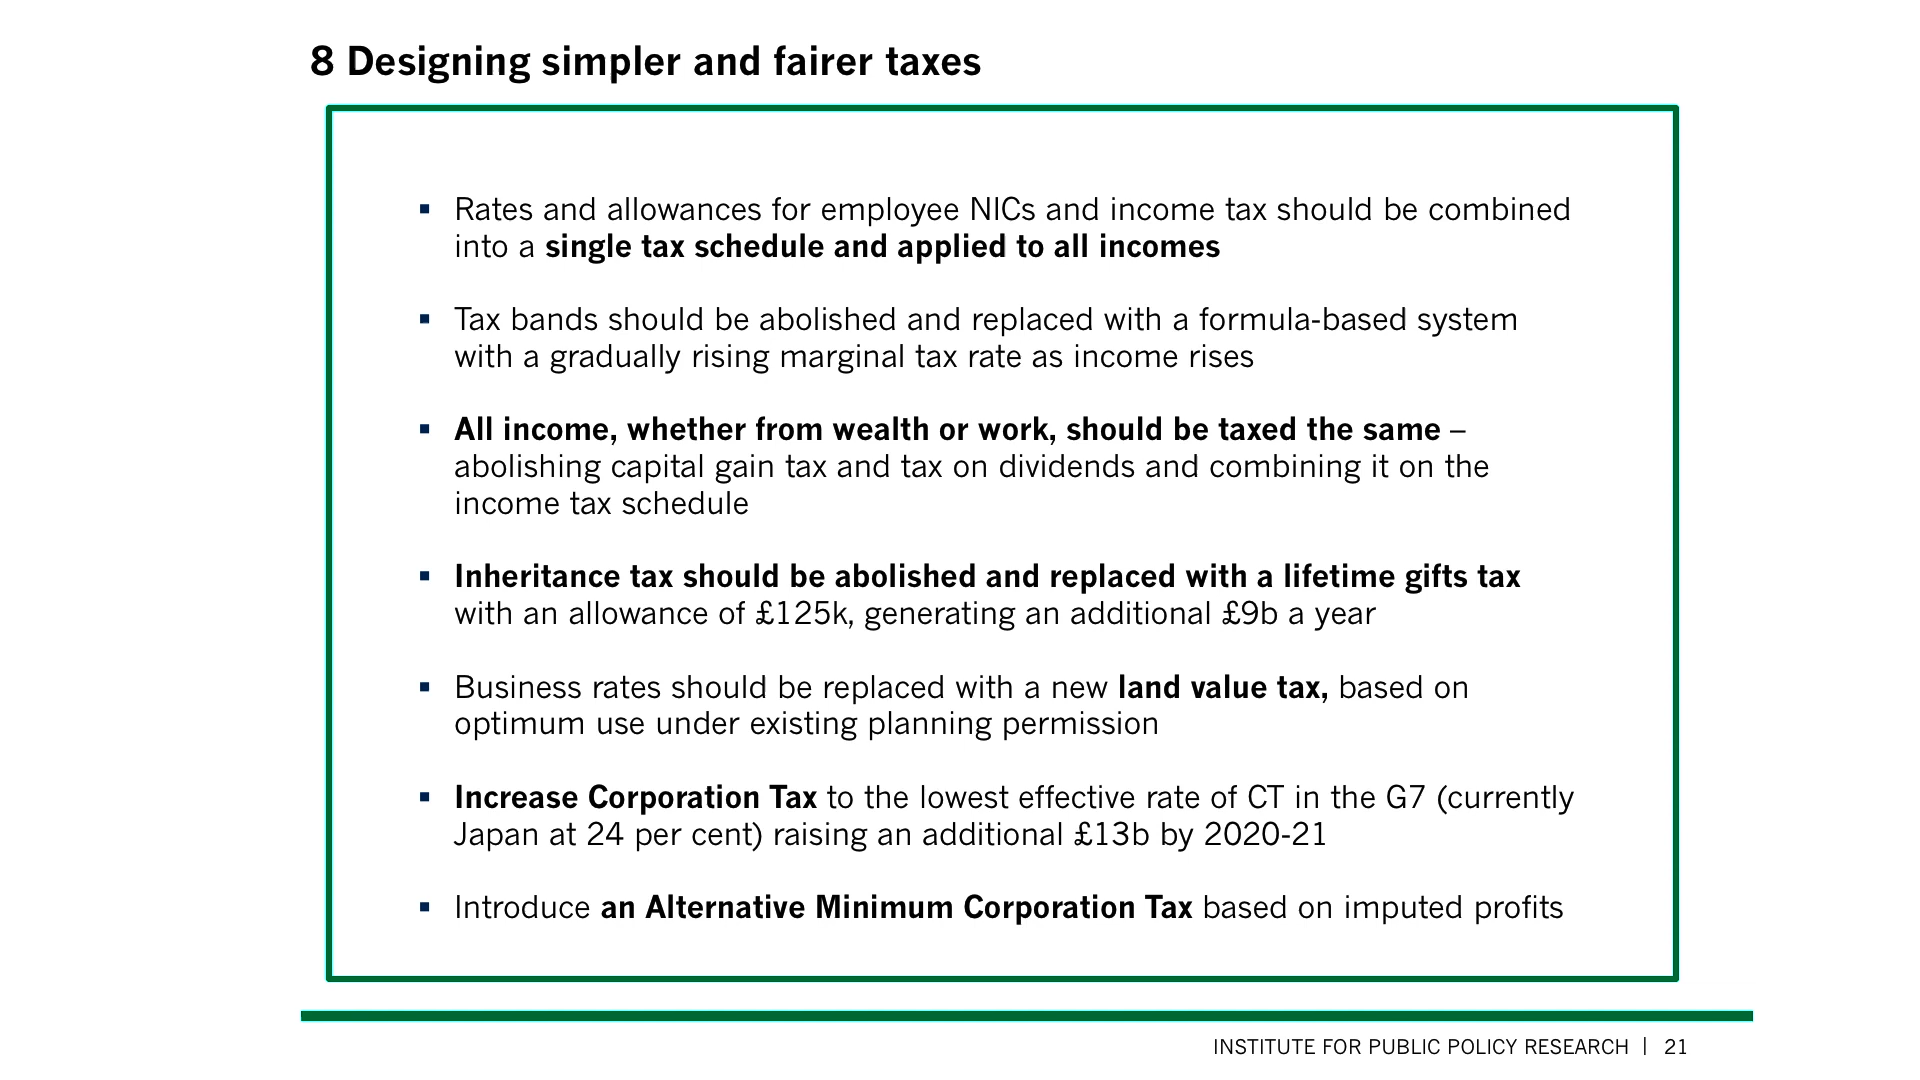 8 Designing simpler and fairer taxes
▪ Rates and allowances for employee NICs and income tax should be combined
into a single tax schedule and applied to all incomes
▪ Tax bands should be abolished and replaced with a formula-based system
with a gradually rising marginal tax rate as income rises
▪ All income, whether from wealth or work, should be taxed the same –
abolishing capital gain tax and tax on dividends and combining it on the
income tax schedule
▪ Inheritance tax should be abolished and replaced with a lifetime gifts tax
with an allowance of £125k, generating an additional £9b a year
▪ Business rates should be replaced with a new land value tax, based on
optimum use under existing planning permission
▪ Increase Corporation Tax to the lowest effective rate of CT in the G7 (currently
Japan at 24 per cent) raising an additional £13b by 2020-21
▪ Introduce an Alternative Minimum Corporation Tax based on imputed profits
INSTITUTE FOR PUBLIC POLICY RESEARCH | 21